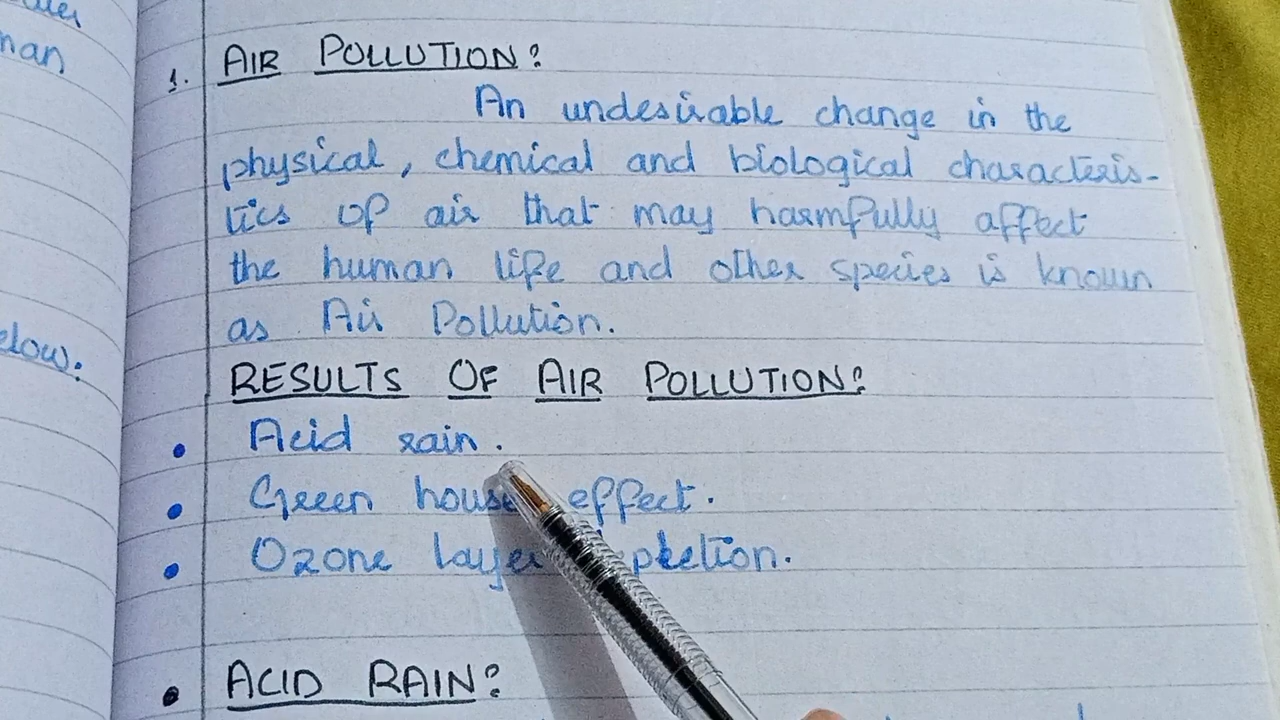 man
elow.
1. AIR POLLUTION?
An undesirable change in the
physical, chemical and biological characteris-
tics of air that may harmfully affect
the human life and other species is known
as Air Pollution.
RESULTS OF AIR POLLUTION?
• Acid rain.
• Green house effect.
• Ozone layer
• ACID RAIN?